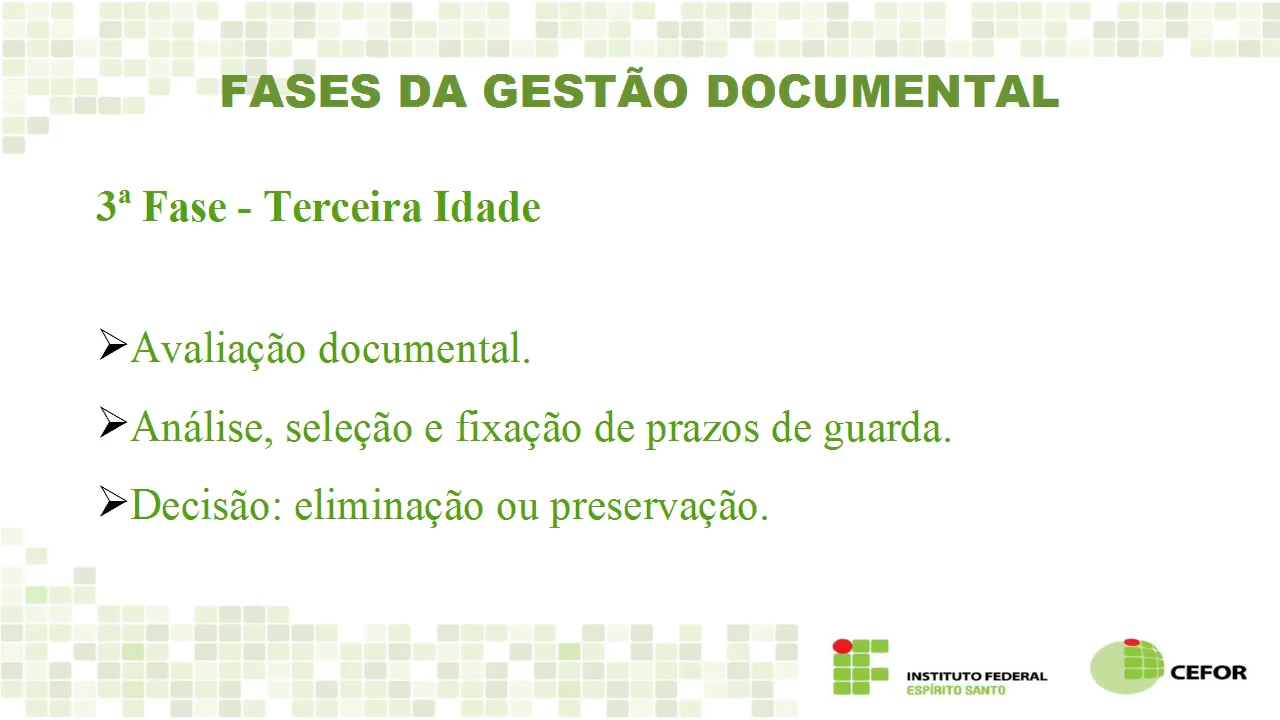 FASES DA GESTÃO DOCUMENTAL
3ª Fase - Terceira Idade
Avaliação documental.
Análise, seleção e fixação de prazos de guarda.
Decisão: eliminação ou preservação.
INSTITUTO FEDERAL
ESPÍRITO SANTO
CEFOR